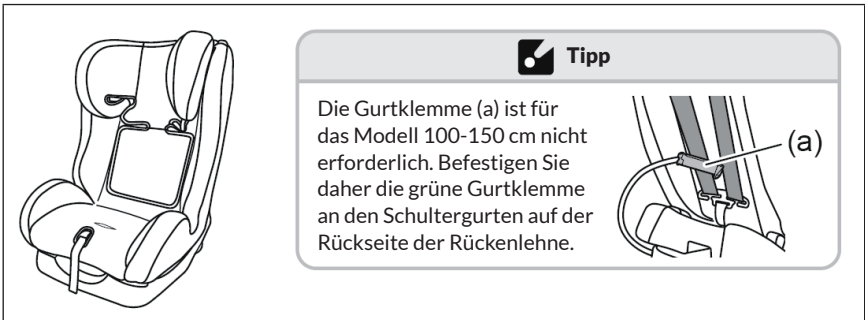 Tipp
Die Gurtklemme (a) ist für
das Modell 100-150 cm nicht
erforderlich. Befestigen Sie
daher die grüne Gurtklemme
an den Schultergurten auf der
Rückseite der Rückenlehne.
(a)